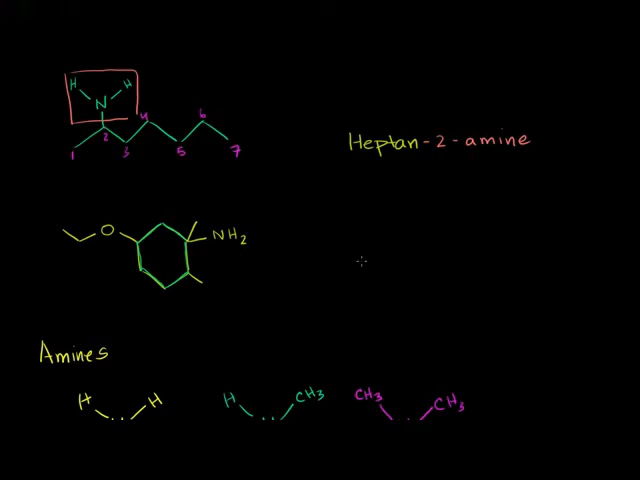 H H
N
4 6
1 2 3 5 7
Heptan-2-amine
O NH2
Amines
H H H CH3 CH3 CH3